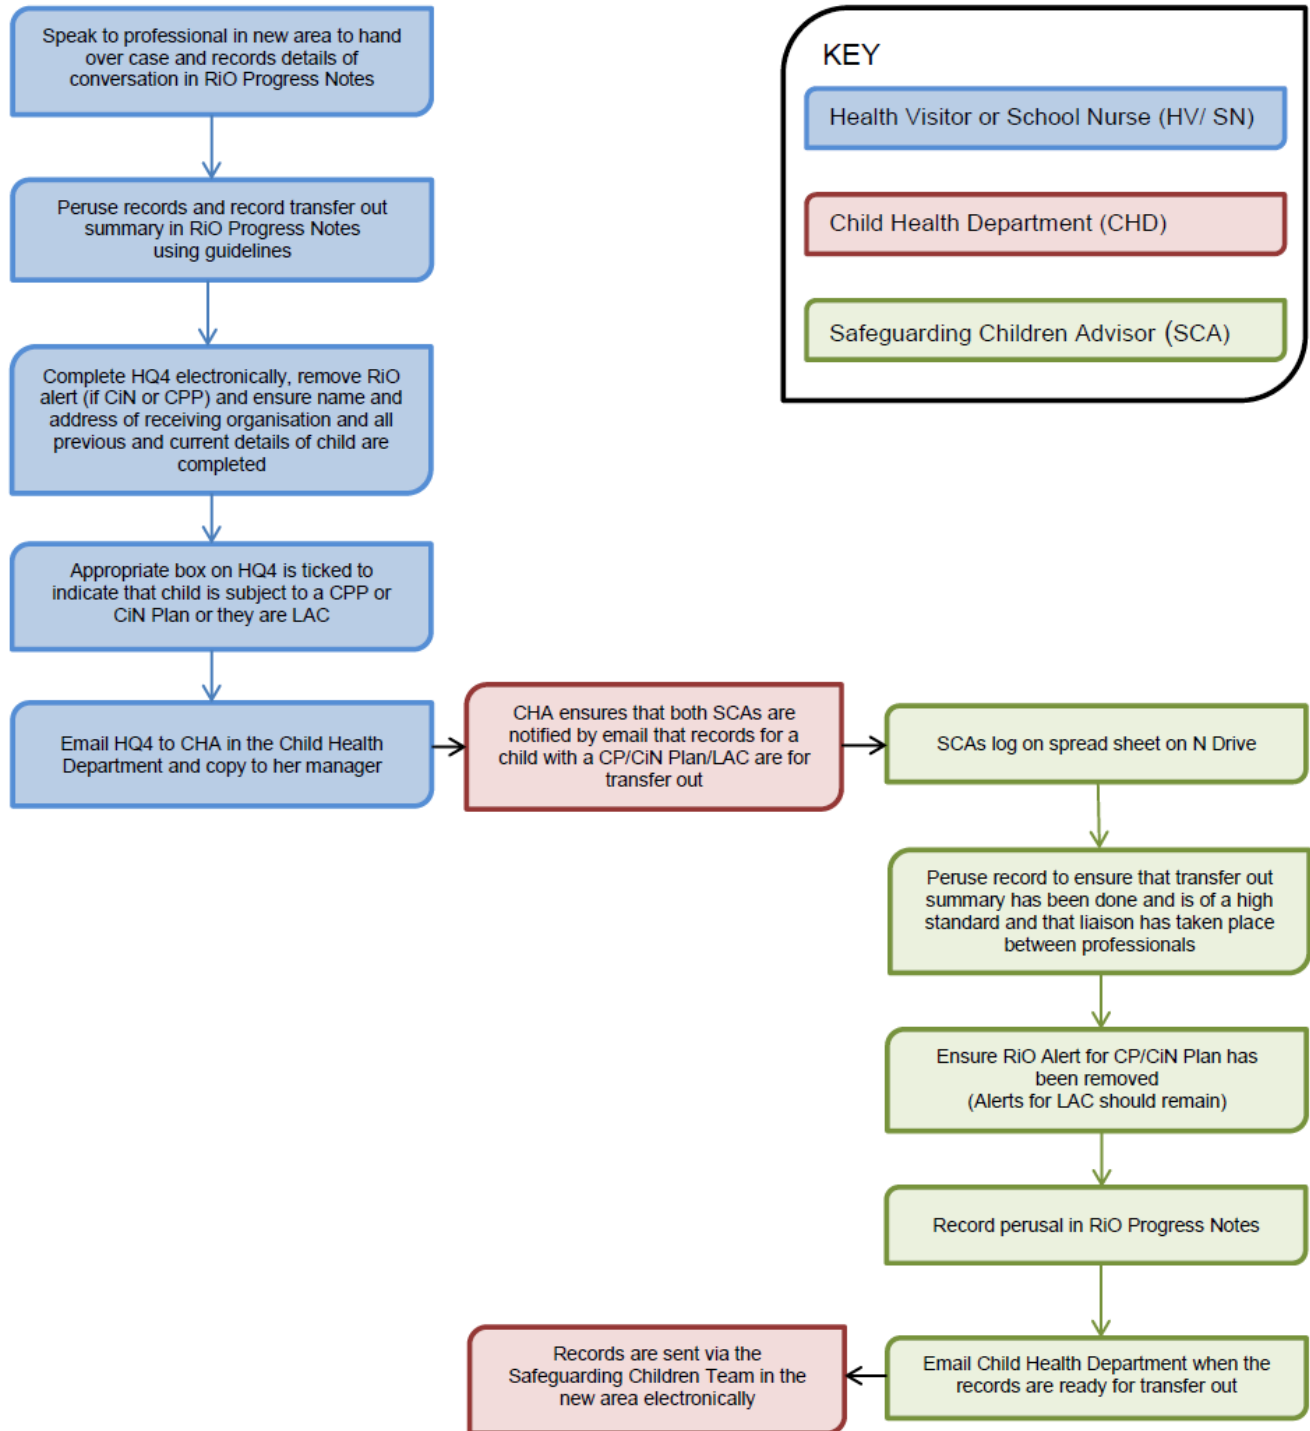 Speak to professional in new area to hand
over case and records details of
conversation in RiO Progress Notes
Peruse records and record transfer out
summary in RiO Progress Notes
using guidelines
Complete HQ4 electronically, remove RiO
alert (if CiN or CPP) and ensure name and
address of receiving organisation and all
previous and current details of child are
completed
Appropriate box on HQ4 is ticked to
indicate that child is subject to a CPP or
CiN Plan or they are LAC
Email HQ4 to CHA in the Child Health
Department and copy to her manager
CHA ensures that both SCAs are
notified by email that records for a
child with a CP/CiN Plan/LAC are for
transfer out
SCAs log on spread sheet on N Drive
Peruse record to ensure that transfer out
summary has been done and is of a high
standard and that liaison has taken place
between professionals
Ensure RiO Alert for CP/CiN Plan has
been removed
(Alerts for LAC should remain)
Record perusal in RiO Progress Notes
Email Child Health Department when the
records are ready for transfer out
Records are sent via the
Safeguarding Children Team in the
new area electronically
KEY
Health Visitor or School Nurse (HV/ SN)
Child Health Department (CHD)
Safeguarding Children Advisor (SCA)